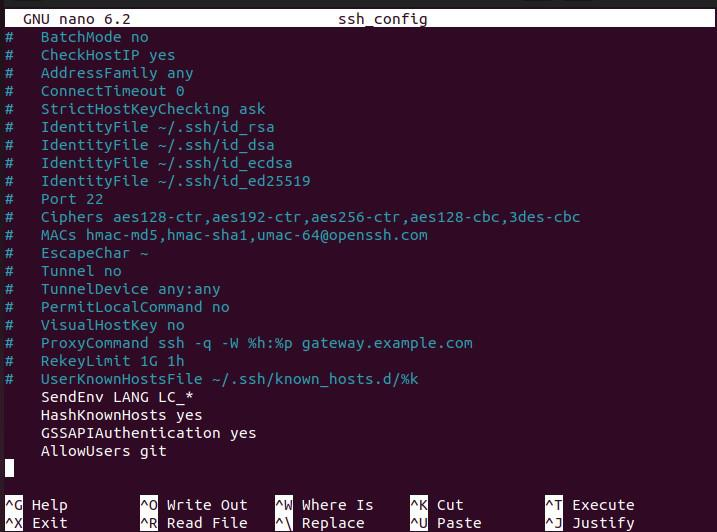 GNU nano 6.2 ssh_config
# BatchMode no
# CheckHostIP yes
# AddressFamily any
# ConnectTimeout 0
# StrictHostKeyChecking ask
# IdentityFile ~/.ssh/id_rsa
# IdentityFile ~/.ssh/id_dsa
# IdentityFile ~/.ssh/id_ecdsa
# IdentityFile ~/.ssh/id_ed25519
# Port 22
# Ciphers aes128-ctr,aes192-ctr,aes256-ctr,aes128-cbc,3des-cbc
# MACs hmac-md5,hmac-sha1,umac-64@openssh.com
# EscapeChar ~
# Tunnel no
# TunnelDevice any:any
# PermitLocalCommand no
# VisualHostKey no
# ProxyCommand ssh -q -W %h:%p gateway.example.com
# RekeyLimit 1G 1h
# UserKnownHostsFile ~/.ssh/known_hosts.d/%k
SendEnv LANG LC_*
HashKnownHosts yes
GSSAPIAuthentication yes
AllowUsers git
^G Help ^O Write Out ^W Where Is ^K Cut ^T Execute
^X Exit ^R Read File ^\ Replace ^U Paste ^J Justify